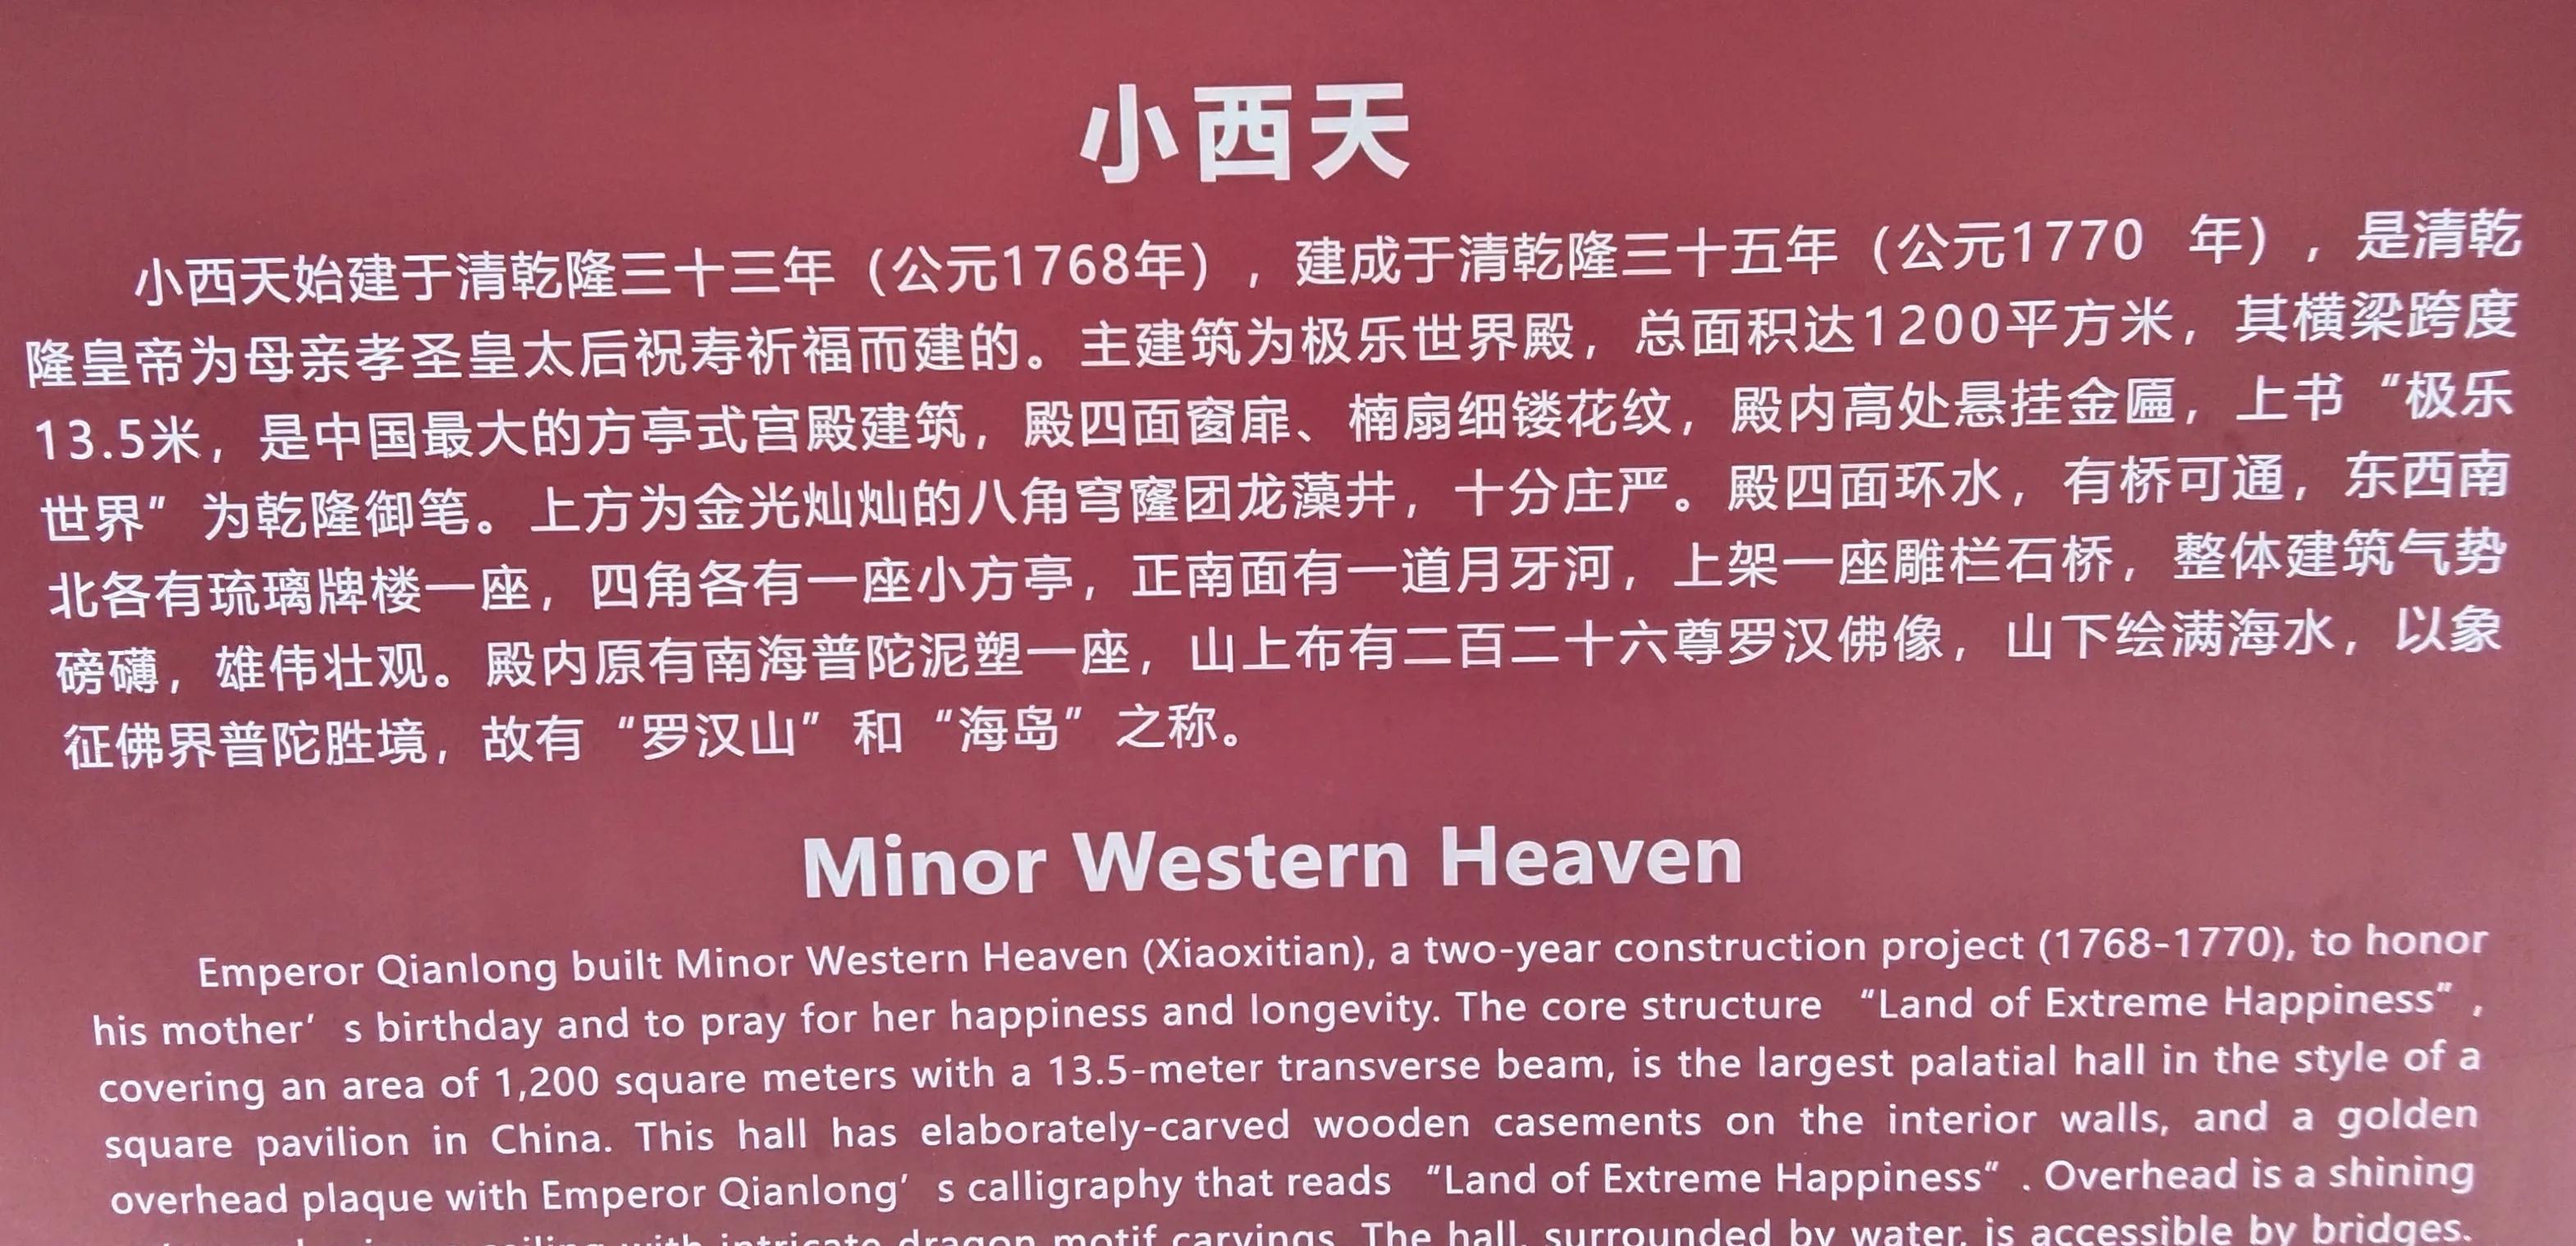 小西天
小西天始建于清乾隆三十三年（公元1768年），建成于清乾隆三十五年（公元1770 年），是清乾
隆皇帝为母亲孝圣皇太后祝寿祈福而建的。主建筑为极乐世界殿，总面积达1200平方米，其横梁跨度
13.5米，是中国最大的方亭式宫殿建筑，殿四面窗扉、楠扇细镂花纹，殿内高处悬挂金匾，上书“极乐
世界”为乾隆御笔。上方为金光灿灿的八角穹窿团龙藻井，十分庄严。殿四面环水，有桥可通，东西南
北各有琉璃牌楼一座，四角各有一座小方亭，正南面有一道月牙河，上架一座雕栏石桥，整体建筑气势
磅礴，雄伟壮观。殿内原有南海普陀泥塑一座，山上布有二百二十六尊罗汉佛像，山下绘满海水，以象
征佛界普陀胜境，故有“罗汉山”和“海岛”之称。
Minor Western Heaven
Emperor Qianlong built Minor Western Heaven (Xiaoxitian), a two-year construction project (1768-1770), to honor
his mother’ s birthday and to pray for her happiness and longevity. The core structure “Land of Extreme Happiness” ,
covering an area of 1,200 square meters with a 13.5-meter transverse beam, is the largest palatial hall in the style of a
square pavilion in China. This hall has elaborately-carved wooden casements on the interior walls, and a golden
overhead plaque with Emperor Qianlong’ s calligraphy that reads “Land of Extreme Happiness” . Overhead is a shining
ceiling with intricate dragon motif carvings. The hall, surrounded by water, is accessible by bridges.